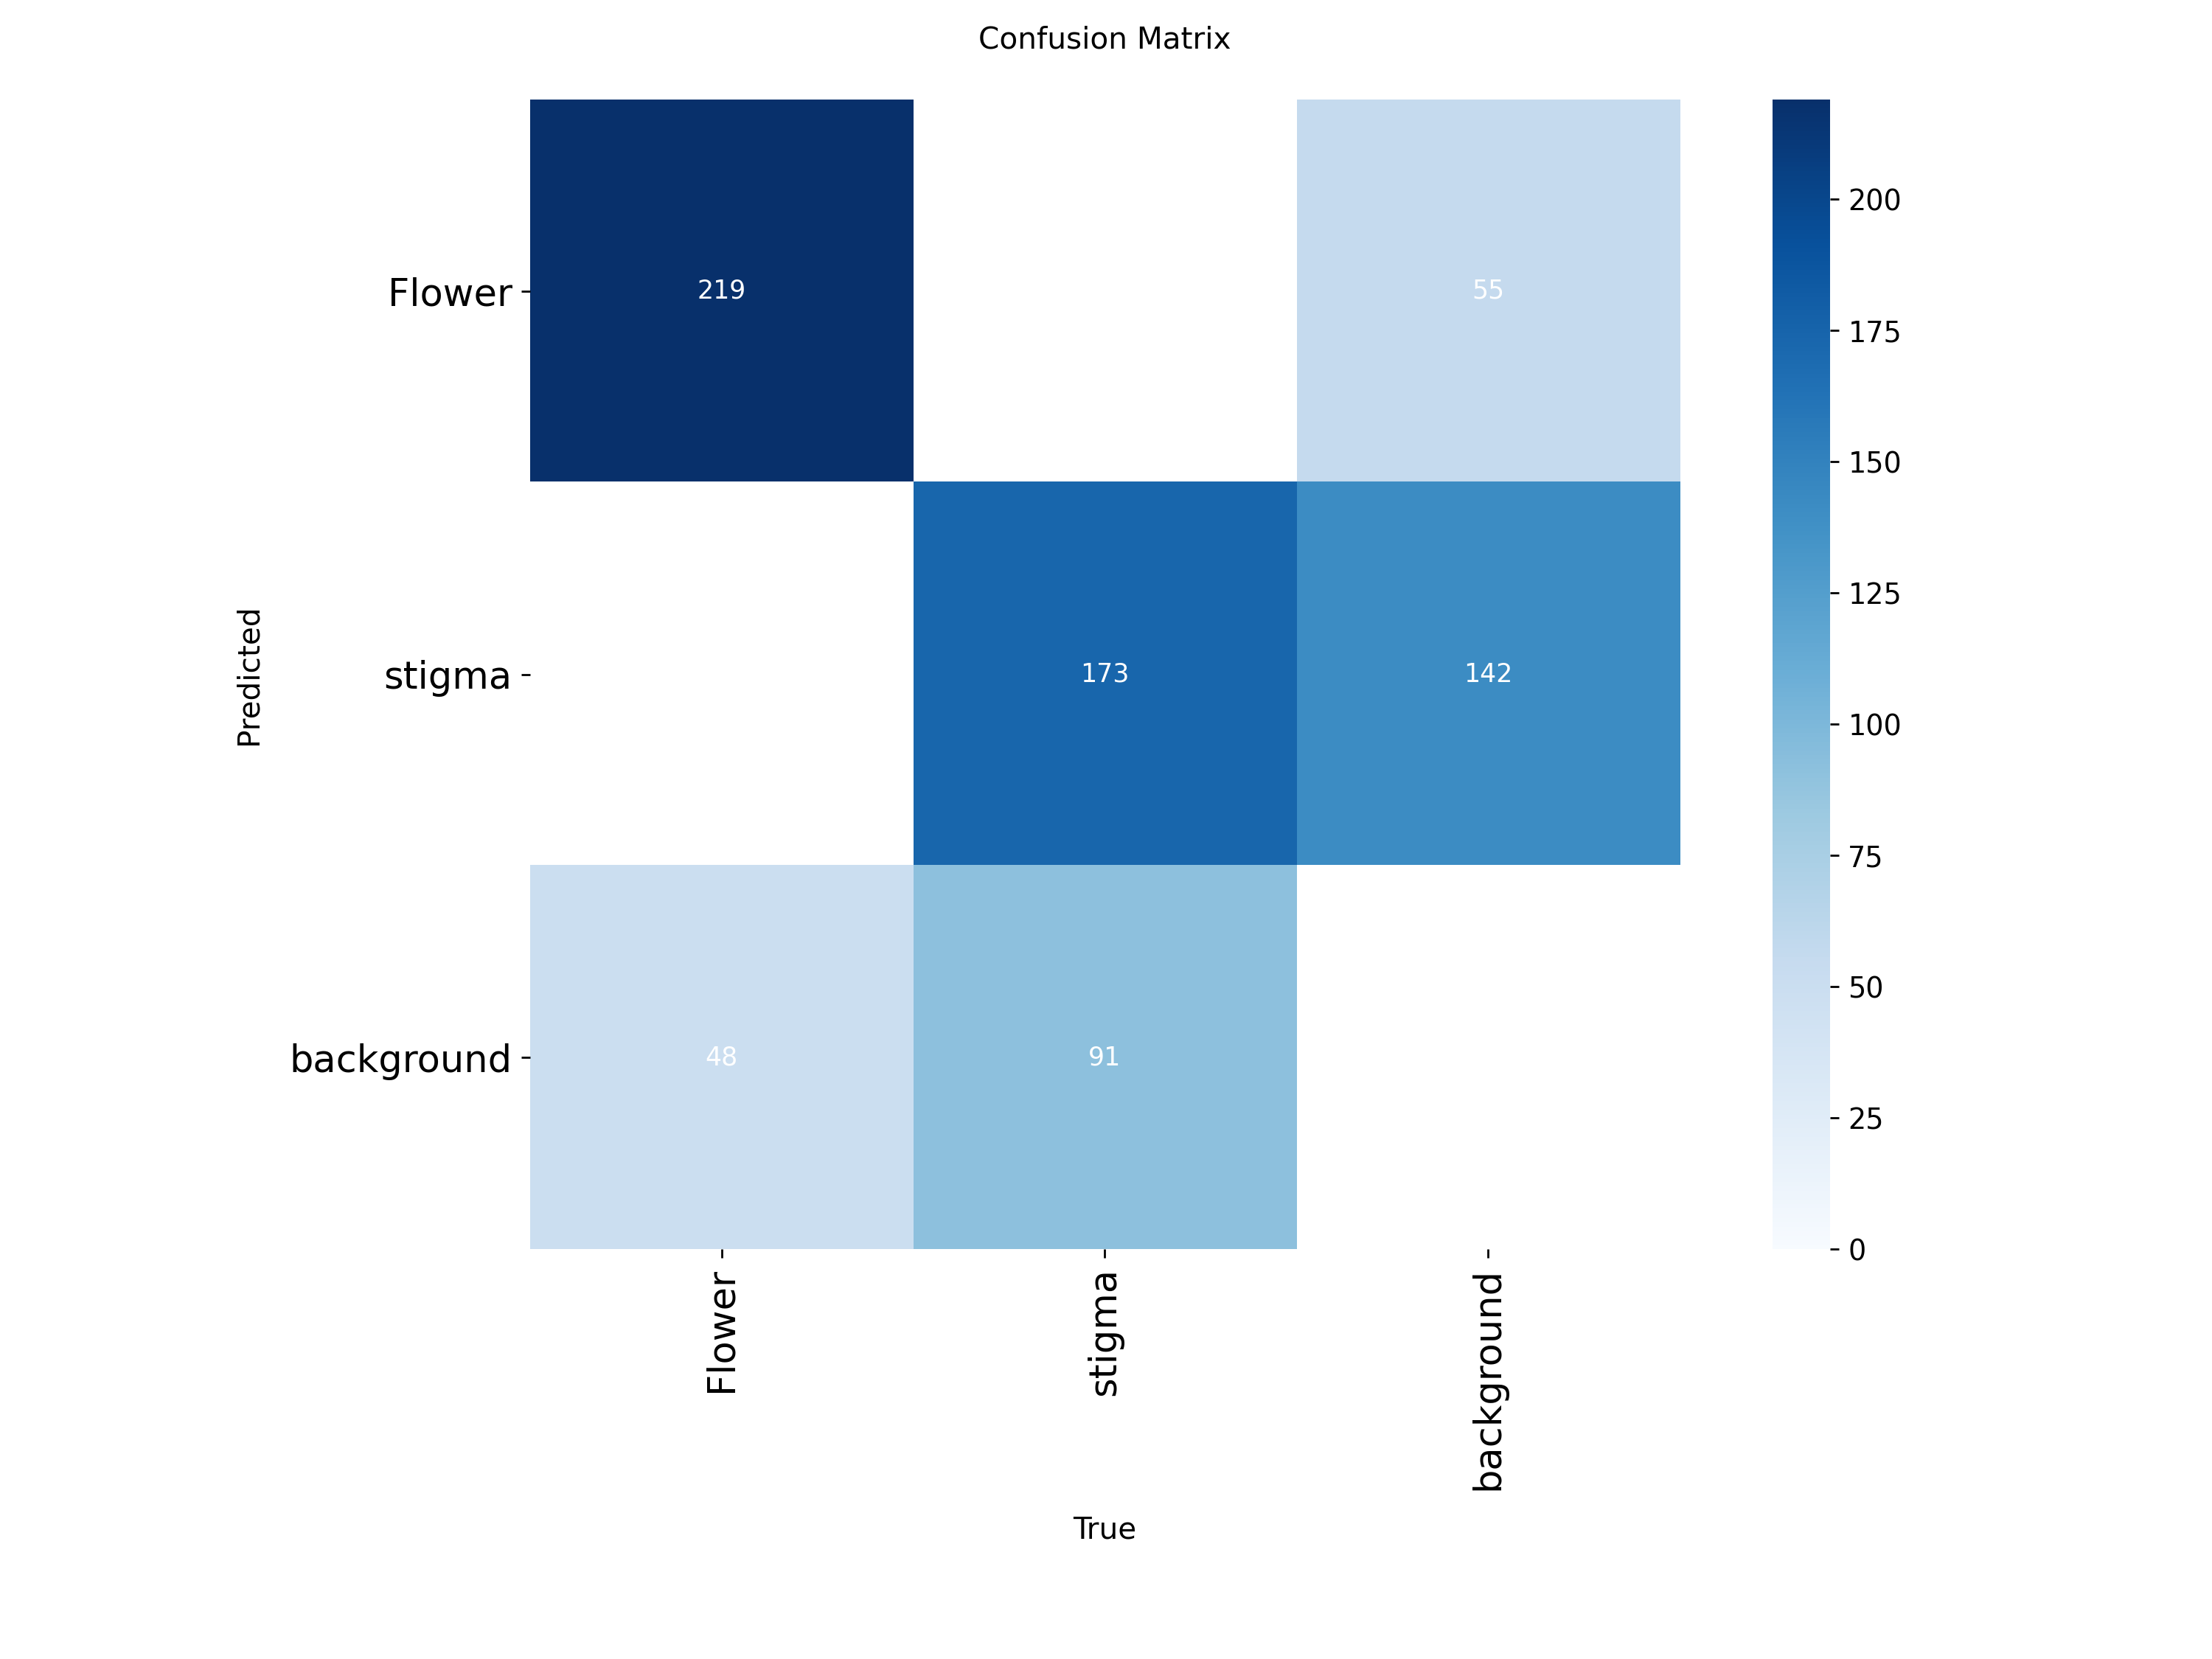 Confusion Matrix
Flower
219
55
200
175
150
125
100
75
50
25
0
Predicted
stigma
173
142
background
48
91
Flower
stigma
background
True